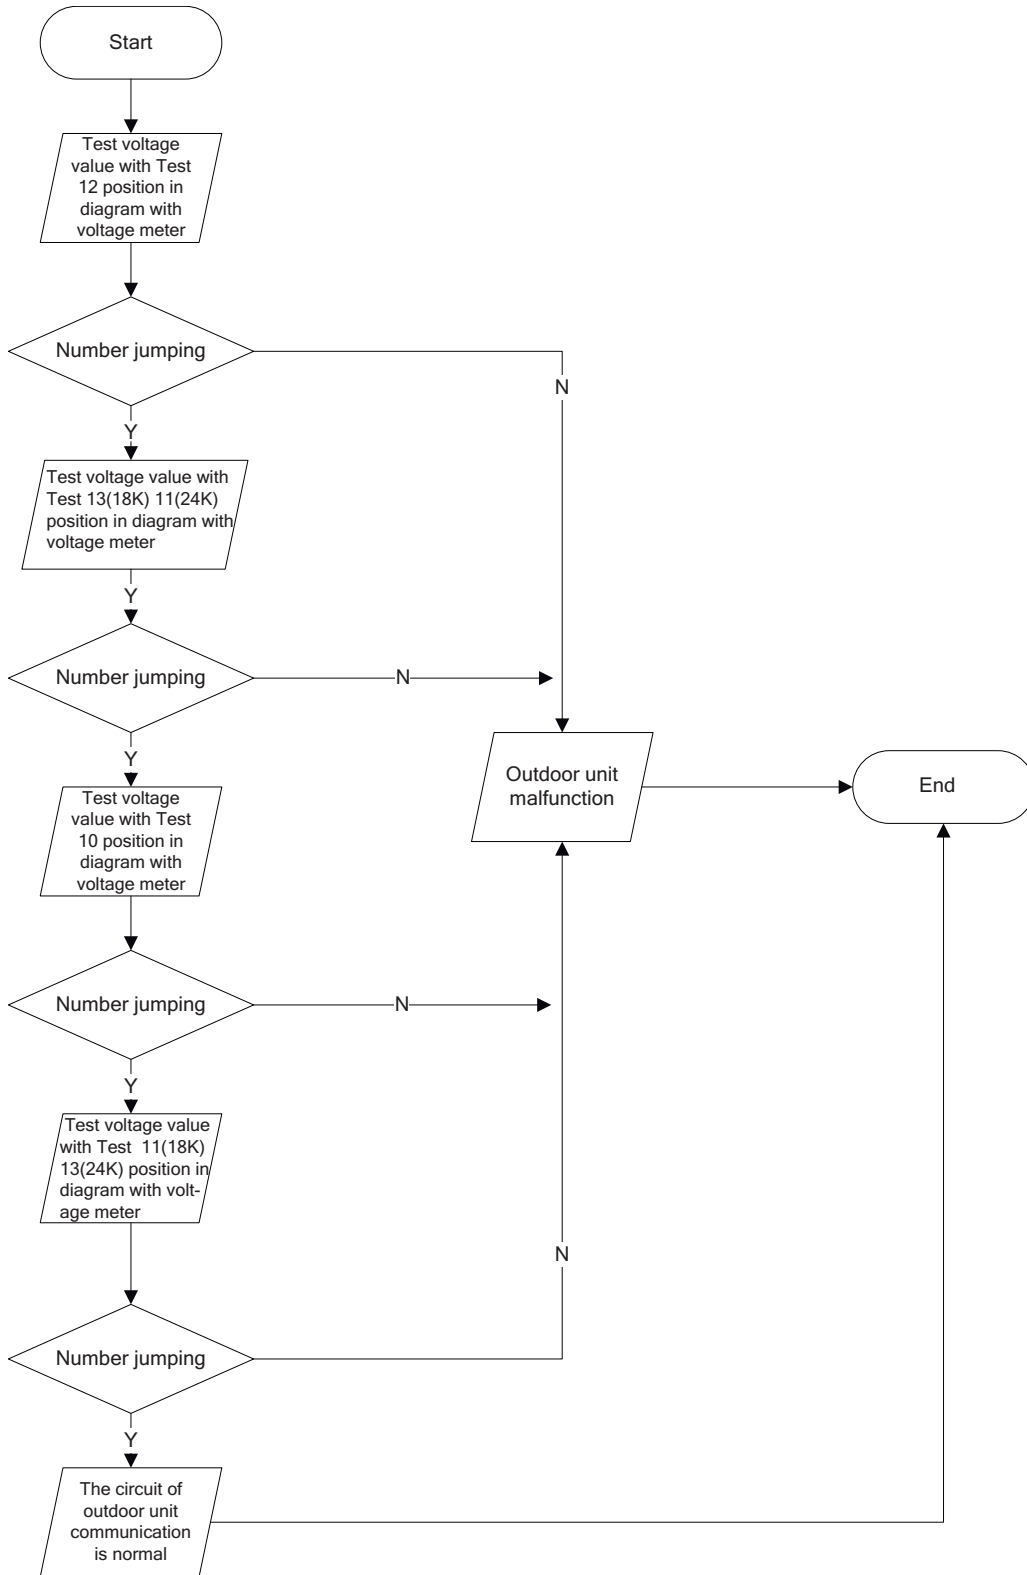 Start
Test voltage
value with Test
12 position in
diagram with
voltage meter
Number jumping
N
Y
Test voltage value with
Test 13(18K) 11(24K)
position in diagram with
voltage meter
Y
Number jumping
N
Y
Test voltage
value with Test
10 position in
diagram with
voltage meter
Outdoor unit
malfunction
End
Number jumping
N
Y
Test voltage value
with Test 11(18K)
13(24K) position in
diagram with volt-
age meter
N
Number jumping
Y
The circuit of
outdoor unit
communication
is normal